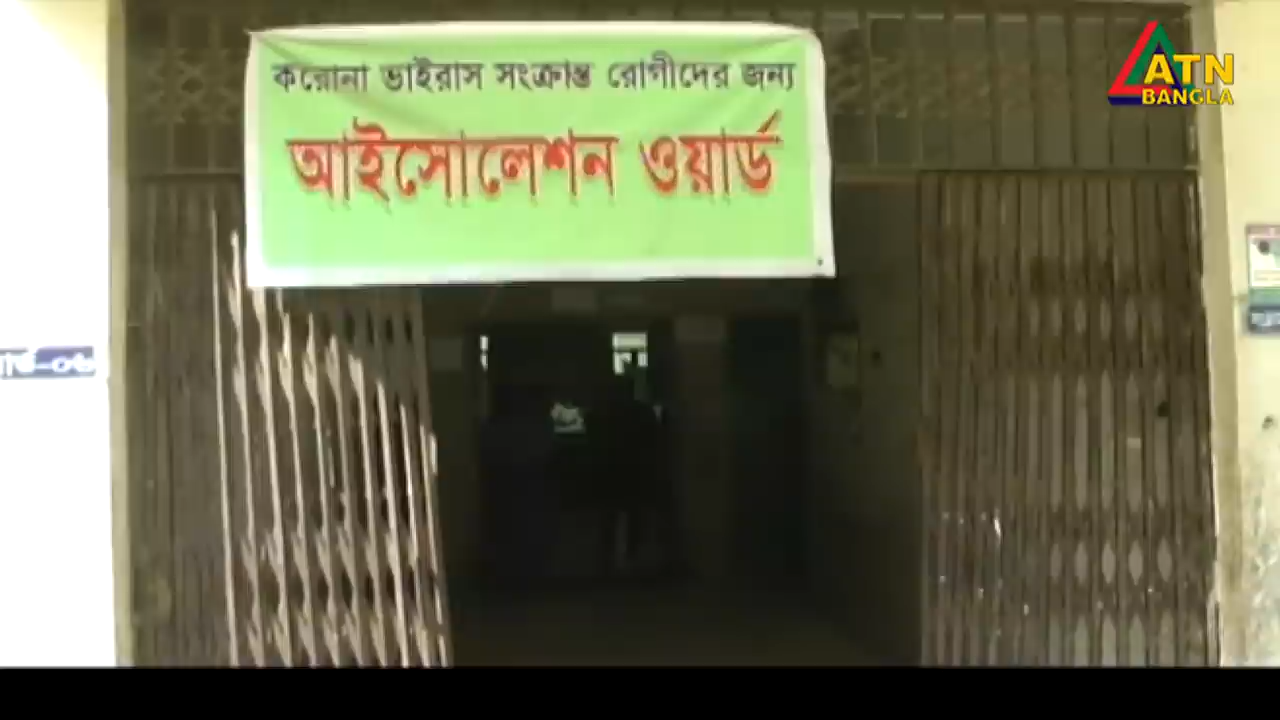 করোনা ভাইরাস সংক্রান্ত রোগীদের জন্য
আইসোলেশন ওয়ার্ড
ATN
BANGLA